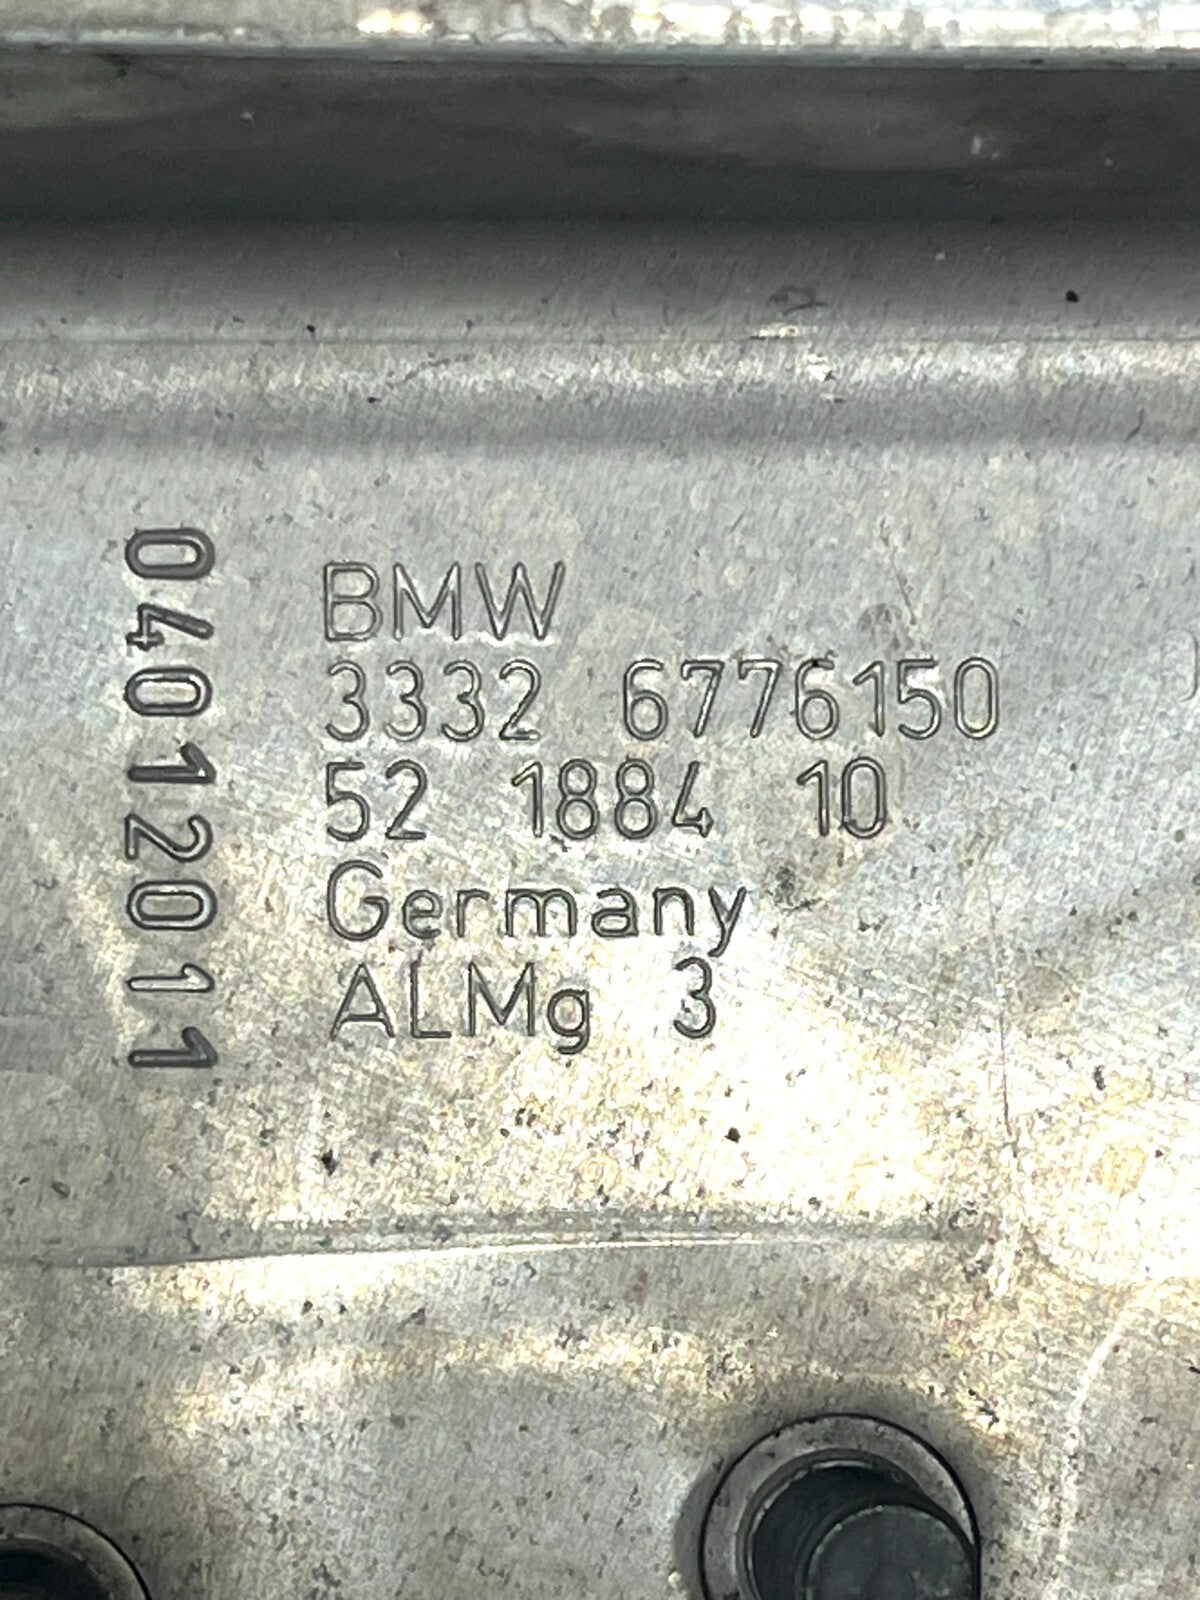 04012011
BMW
3332 6776150
52 1884 10
Germany
ALMg 3